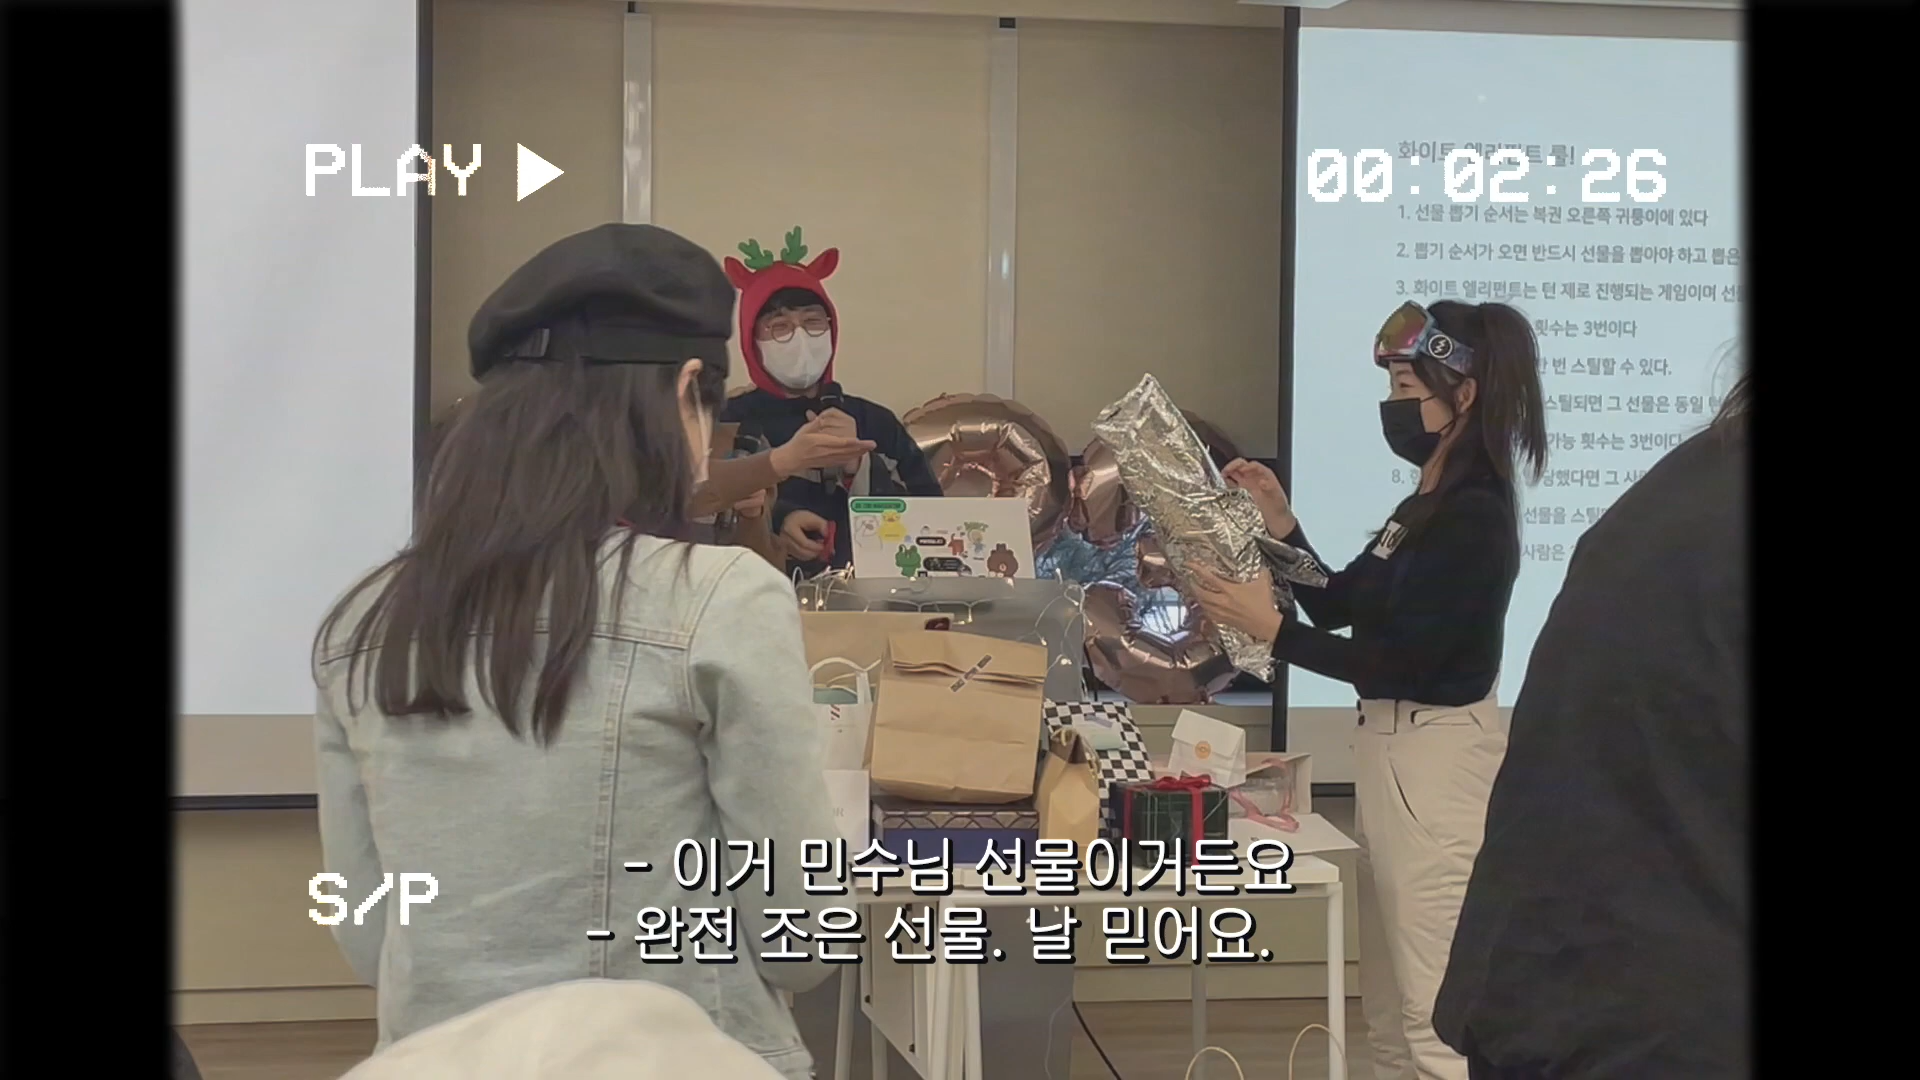 PLAY
00:02:26
화이트 엘리펀트 룰!
1. 선물 뽑기 순서는 복권 오른쪽 귀퉁이에 있다
2. 뽑기 순서가 오면 반드시 선물을 뽑아야 하고 뽑은
3. 화이트 엘리펀트는 턴 제로 진행되는 게임이며
횟수는 3번이다
한 번 스틸할 수 있다.
스틸되면 그 선물은 동일
가능 횟수는 3번이다
8.
당했다면 그
선물을
사람은
S/P
- 이거 민수님 선물이거든요
- 완전 조은 선물. 날 믿어요.